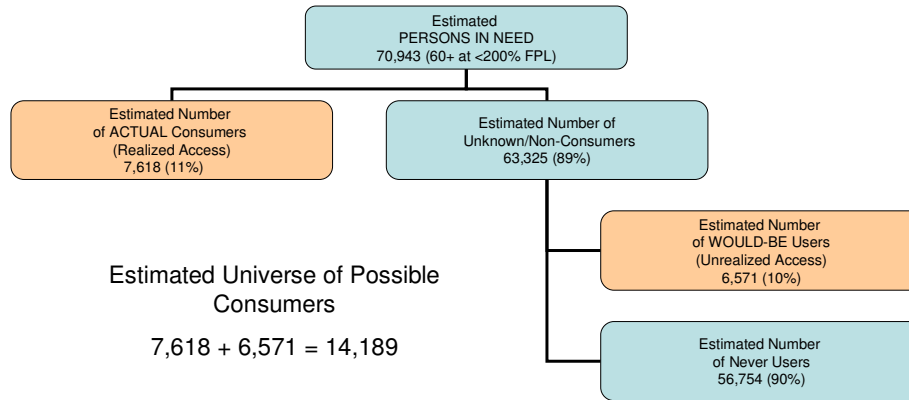 Estimated
PERSONS IN NEED
70,943 (60+ at <200% FPL)
Estimated Number
of ACTUAL Consumers
(Realized Access)
7,618 (11%)
Estimated Number of
Unknown/Non-Consumers
63,325 (89%)
Estimated Number
of WOULD-BE Users
(Unrealized Access)
6,571 (10%)
Estimated Universe of Possible
Consumers
7,618 + 6,571 = 14,189
Estimated Number
of Never Users
56,754 (90%)